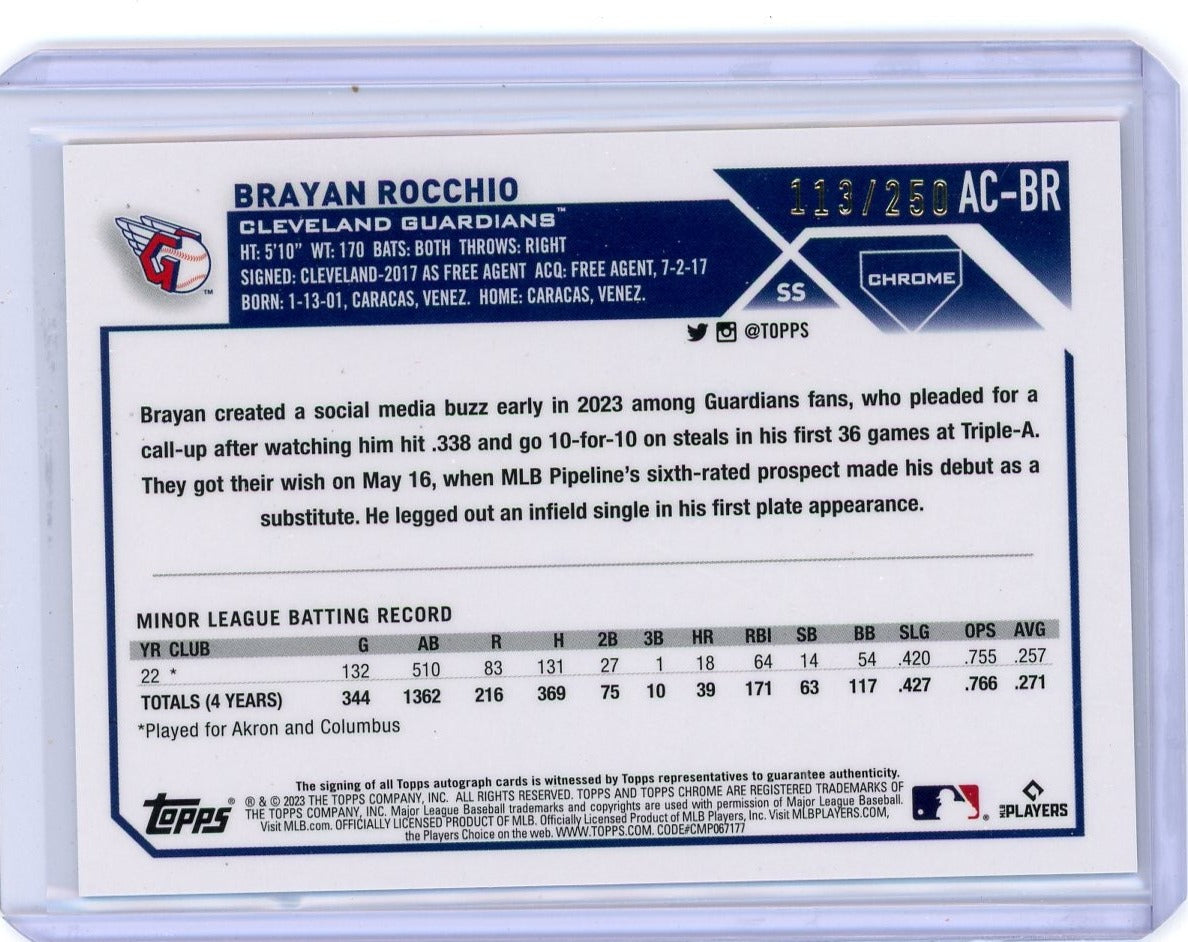 BRAYAN ROCCHIO
113/250 AC-BR
CLEVELAND GUARDIANS™
HT: 5'10" WT: 170 BATS: BOTH THROWS: RIGHT
SIGNED: CLEVELAND-2017 AS FREE AGENT ACQ: FREE AGENT, 7-2-17
BORN: 1-13-01, CARACAS, VENEZ. HOME: CARACAS, VENEZ.
SS
CHROME
@TOPPS
Brayan created a social media buzz early in 2023 among Guardians fans, who pleaded for a
call-up after watching him hit .338 and go 10-for-10 on steals in his first 36 games at Triple-A.
They got their wish on May 16, when MLB Pipeline's sixth-rated prospect made his debut as a
substitute. He legged out an infield single in his first plate appearance.
MINOR LEAGUE BATTING RECORD
YR CLUB G AB R H 2B 3B HR RBI SB BB SLG OPS AVG
22 * 132 510 83 131 27 1 18 64 14 54 .420 .755 .257
TOTALS (4 YEARS) 344 1362 216 369 75 10 39 171 63 117 .427 .766 .271
*Played for Akron and Columbus
The signing of all Topps autograph cards is witnessed by Topps representatives to guarantee authenticity.
® & © 2023 THE TOPPS COMPANY, INC. ALL RIGHTS RESERVED. TOPPS AND TOPPS CHROME ARE REGISTERED TRADEMARKS OF
THE TOPPS COMPANY, INC. Major League Baseball trademarks and copyrights are used with permission of Major League Baseball.
Visit MLB.com. OFFICIALLY LICENSED PRODUCT OF MLB. Officially Licensed Product of MLB Players, Inc. Visit MLBPLAYERS.COM,
the Players Choice on the web. WWW.TOPPS.COM. CODE#CMP067177
Topps®
MLB PLAYERS